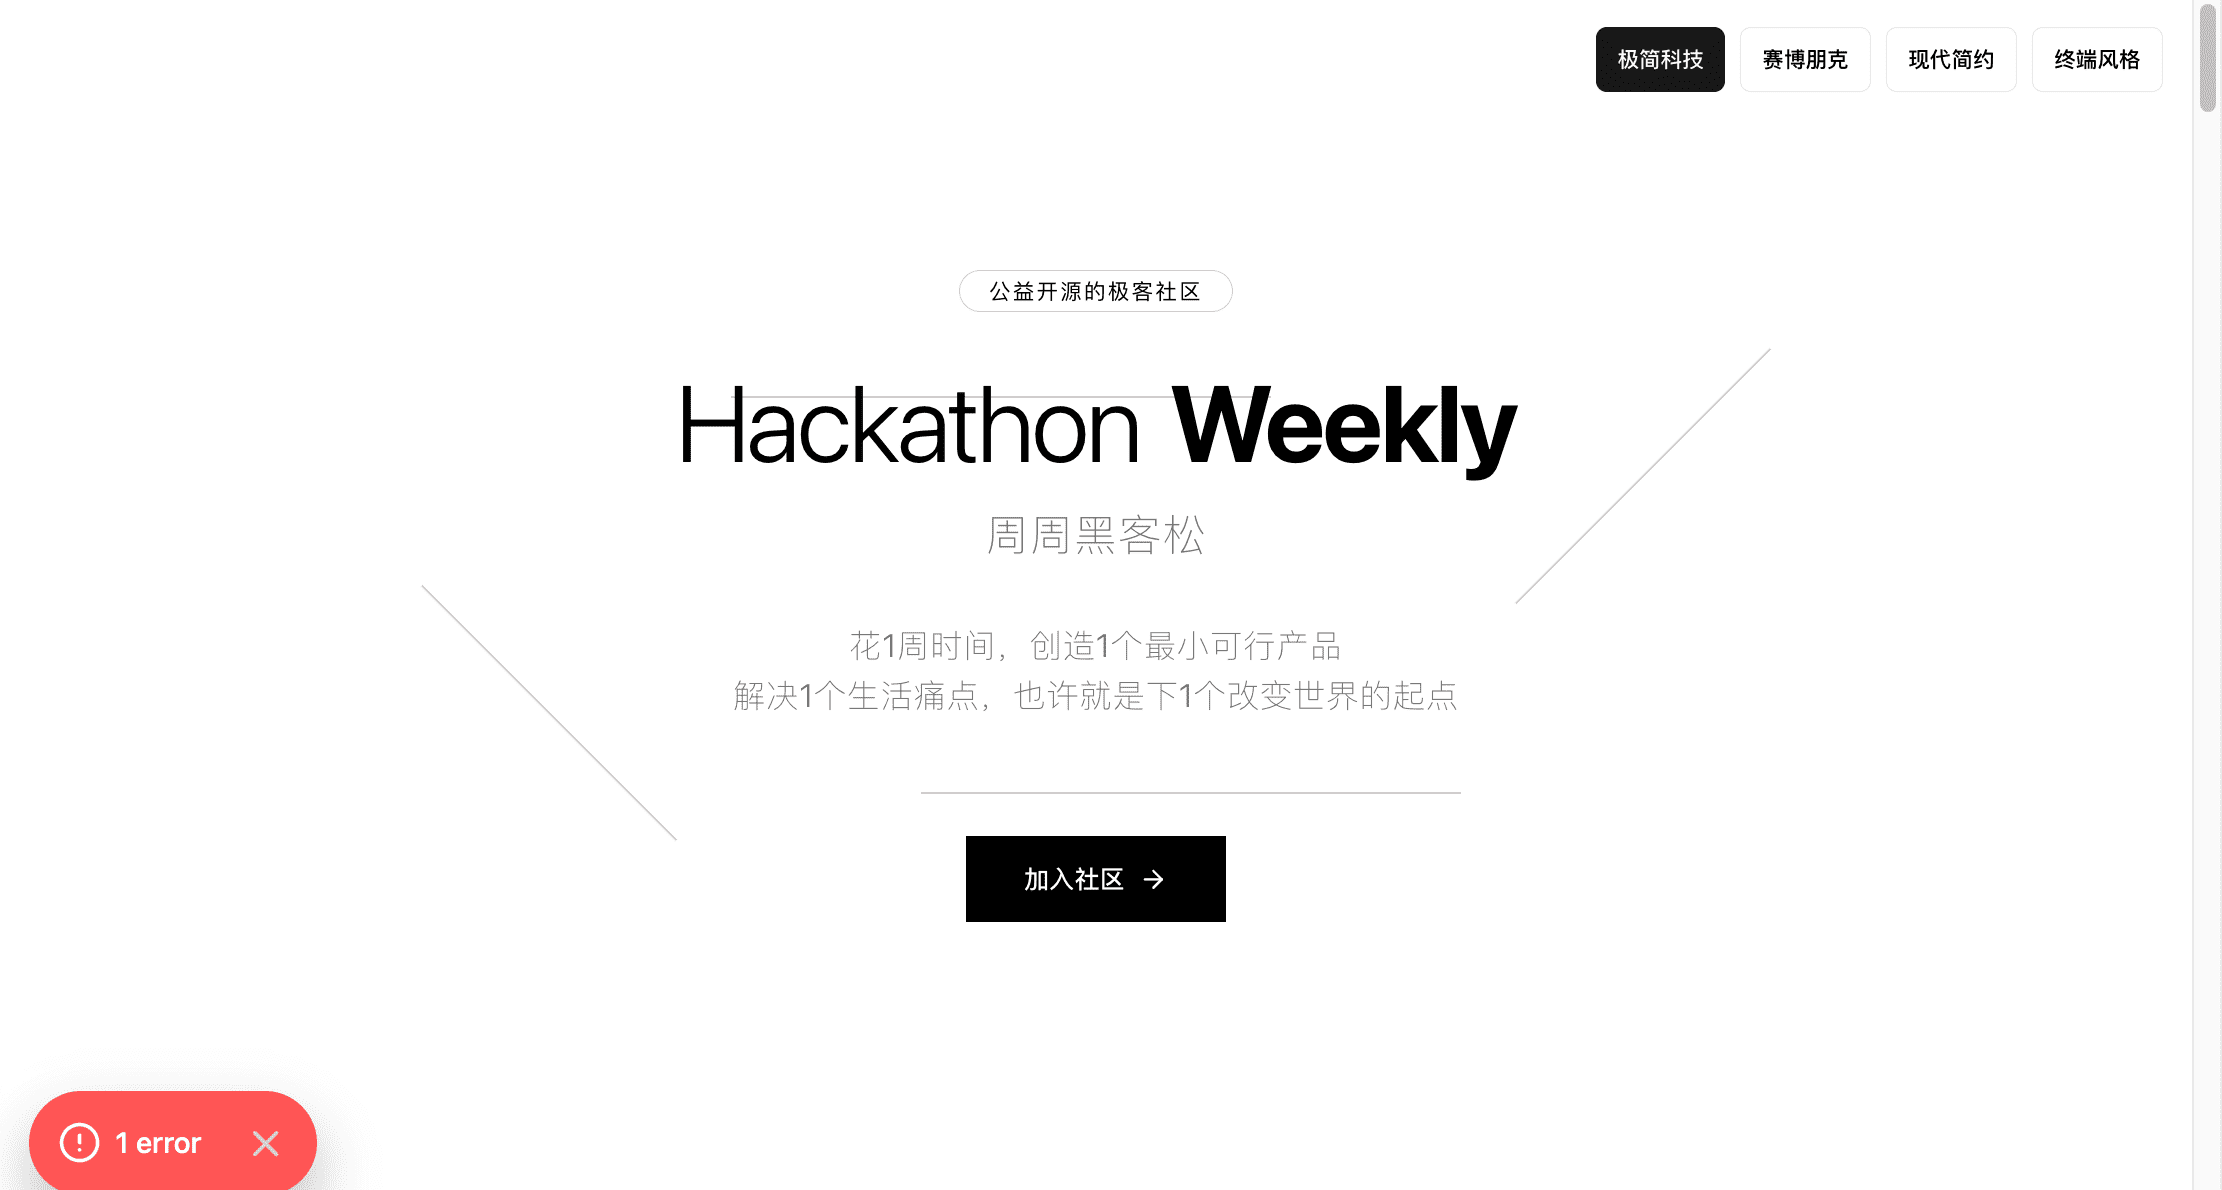 极简科技
赛博朋克
现代简约
终端风格
公益开源的极客社区
Hackathon Weekly
周周黑客松
花1周时间，创造1个最小可行产品
解决1个生活痛点，也许就是下1个改变世界的起点
加入社区 →
1 error